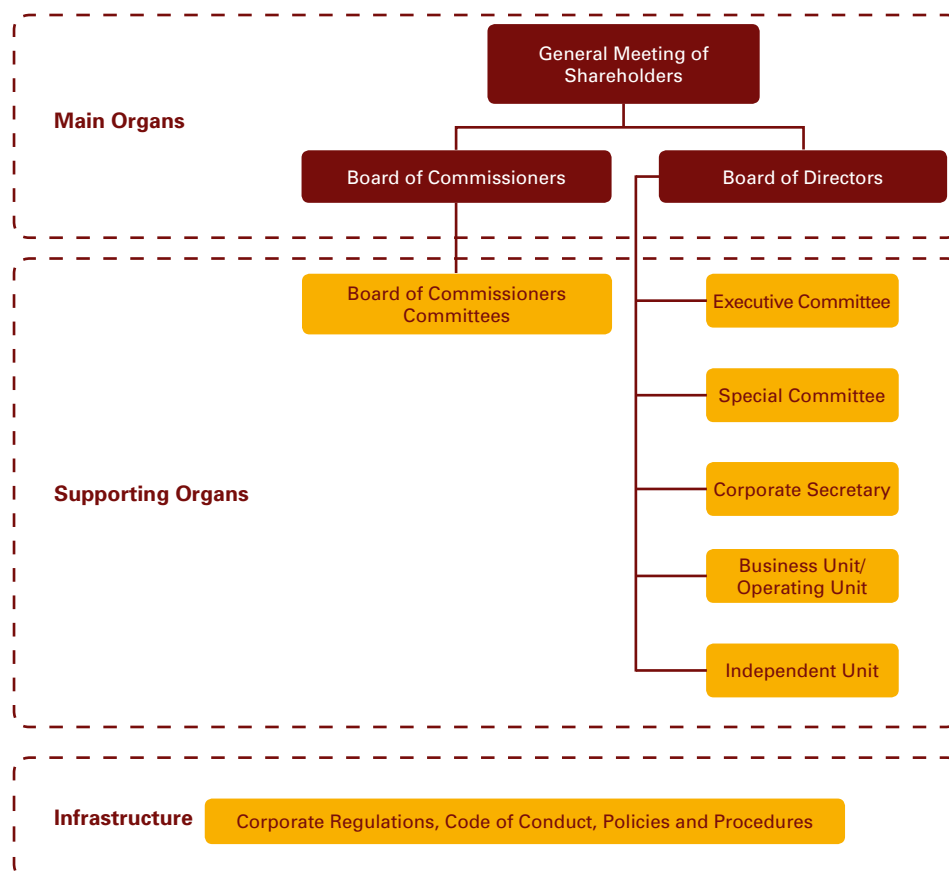 General Meeting of
Shareholders
Main Organs
Board of Commissioners
Board of Directors
Board of Commissioners
Committees
Executive Committee
Special Committee
Supporting Organs
Corporate Secretary
Business Unit/
Operating Unit
Independent Unit
Infrastructure
Corporate Regulations, Code of Conduct, Policies and Procedures